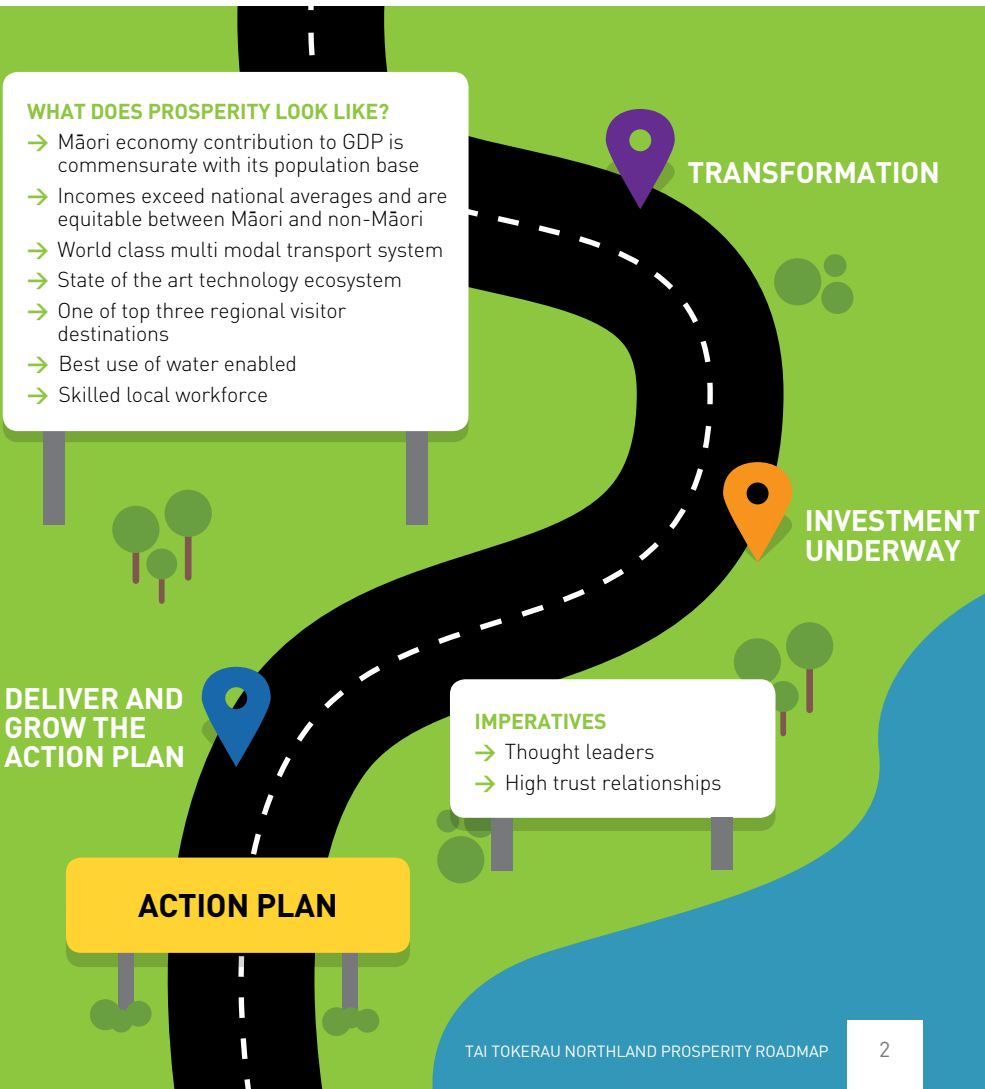 WHAT DOES PROSPERITY LOOK LIKE?
→ Māori economy contribution to GDP is
commensurate with its population base
→ Incomes exceed national averages and are
equitable between Māori and non-Māori
→ World class multi modal transport system
→ State of the art technology ecosystem
→ One of top three regional visitor
destinations
→ Best use of water enabled
→ Skilled local workforce
TRANSFORMATION
INVESTMENT
UNDERWAY
DELIVER AND
GROW THE
ACTION PLAN
IMPERATIVES
→ Thought leaders
→ High trust relationships
ACTION PLAN
TAI TOKERAU NORTHLAND PROSPERITY ROADMAP
2